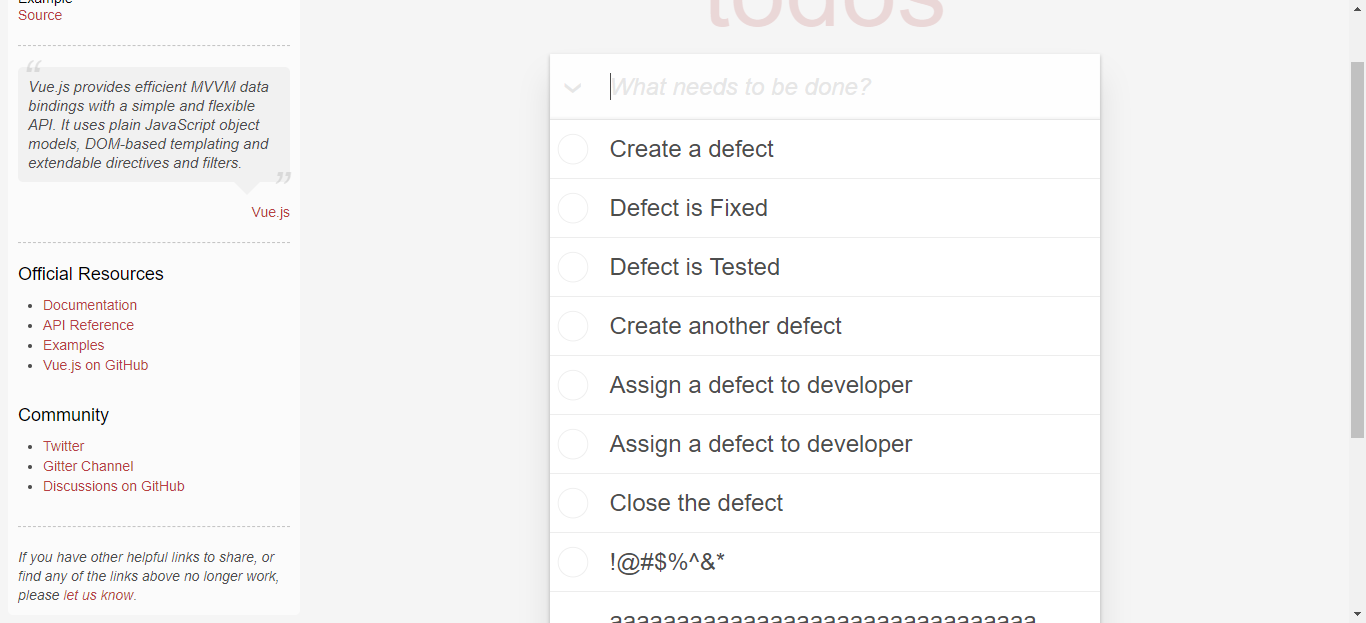 Example
Source
“
Vue.js provides efficient MVVM data
bindings with a simple and flexible
API. It uses plain JavaScript object
models, DOM-based templating and
extendable directives and filters.
”
Vue.js
Official Resources
Documentation
API Reference
Examples
Vue.js on GitHub
Community
Twitter
Gitter Channel
Discussions on GitHub
If you have other helpful links to share, or
find any of the links above no longer work,
please let us know.
todos
What needs to be done?
Create a defect
Defect is Fixed
Defect is Tested
Create another defect
Assign a defect to developer
Assign a defect to developer
Close the defect
!@#$%^&*
aaaaaaaaaaaaaaaaaaaaaaaaaaaaaaaa